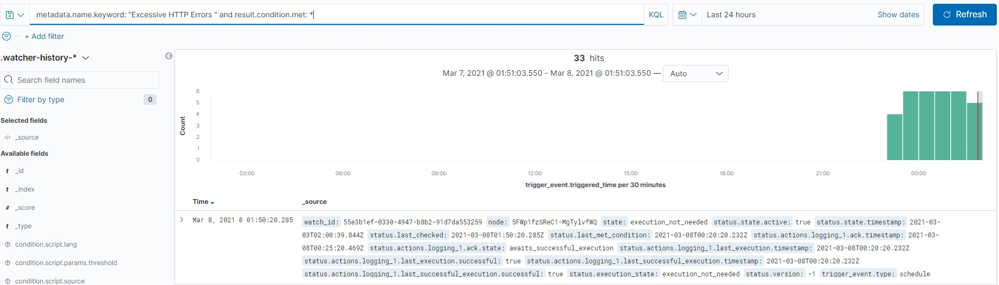 metadata.name.keyword: "Excessive HTTP Errors " and result.condition.met: *
KQL
Last 24 hours
Show dates
Refresh
+ Add filter
.watcher-history-*
Search field names
Filter by type
0
Selected fields
</> _source
Available fields
t _id
t _index
# _score
t _type
condition.script.lang
condition.script.params.threshold
condition.script.source
33 hits
Mar 7, 2021 @ 01:51:03.550 - Mar 8, 2021 @ 01:51:03.550 —
Auto
Count
6
5
4
3
2
1
0
03:00
06:00
09:00
12:00
15:00
18:00
21:00
00:00
trigger_event.triggered_time per 30 minutes
Time
_source
Mar 8, 2021 @ 01:50:20.285
watch_id: 55e3b1ef-0330-4947-b8b2-91d7da553259 node: 5FWp1fzSReC1-MgTylvfWQ state: execution_not_needed status.state.active: true status.state.timestamp: 2021-03-
03T02:00:39.844Z status.last_checked: 2021-03-08T01:50:20.285Z status.last_met_condition: 2021-03-08T00:20:20.232Z status.actions.logging_1.ack.timestamp: 2021-03-
08T00:25:20.469Z status.actions.logging_1.ack.state: awaits_successful_execution status.actions.logging_1.last_execution.timestamp: 2021-03-08T00:20:20.232Z
status.actions.logging_1.last_execution.successful: true status.actions.logging_1.last_successful_execution.timestamp: 2021-03-08T00:20:20.232Z
status.actions.logging_1.last_successful_execution.successful: true status.execution_state: execution_not_needed status.version: -1 trigger_event.type: schedule